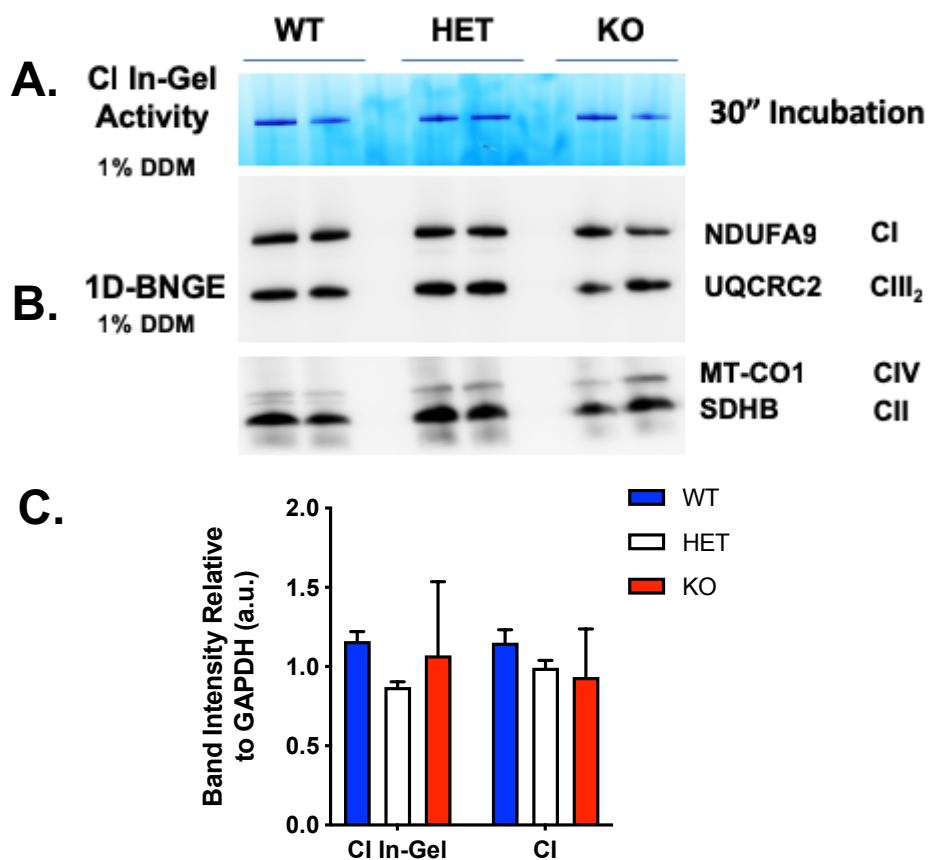 WT HET KO
A.
CI In-Gel
Activity
1% DDM
30” Incubation
B.
1D-BNGE
1% DDM
NDUFA9 CI
UQCRC2 CIII2
MT-CO1 CIV
SDHB CII
C.
Band Intensity Relative
to GAPDH (a.u.)
2.0
1.5
1.0
0.5
0.0
CI In-Gel CI
WT
HET
KO